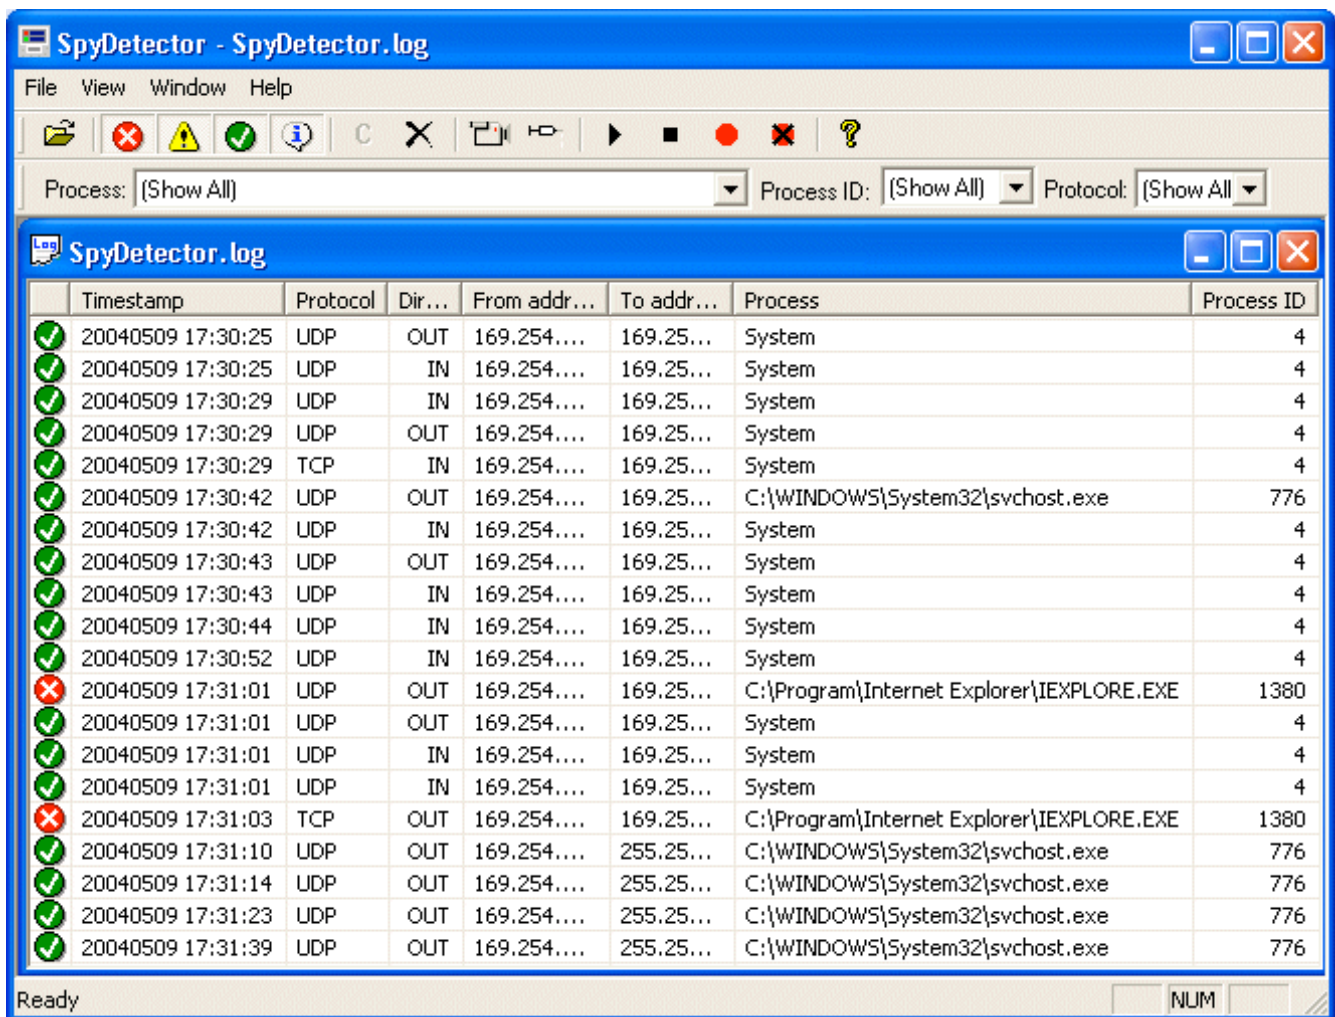 SpyDetector - SpyDetector.log
File View Window Help
C
Process: (Show All) Process ID: (Show All) Protocol: (Show All
Log SpyDetector.log
Timestamp Protocol Dir... From addr... To addr... Process Process ID
20040509 17:30:25 UDP OUT 169.254.... 169.25... System 4
20040509 17:30:25 UDP IN 169.254.... 169.25... System 4
20040509 17:30:29 UDP IN 169.254.... 169.25... System 4
20040509 17:30:29 UDP OUT 169.254.... 169.25... System 4
20040509 17:30:29 TCP IN 169.254.... 169.25... System 4
20040509 17:30:42 UDP OUT 169.254.... 169.25... C:\WINDOWS\System32\svchost.exe 776
20040509 17:30:42 UDP IN 169.254.... 169.25... System 4
20040509 17:30:43 UDP OUT 169.254.... 169.25... System 4
20040509 17:30:43 UDP IN 169.254.... 169.25... System 4
20040509 17:30:44 UDP IN 169.254.... 169.25... System 4
20040509 17:30:52 UDP IN 169.254.... 169.25... System 4
20040509 17:31:01 UDP OUT 169.254.... 169.25... C:\Program\Internet Explorer\IEXPLORE.EXE 1380
20040509 17:31:01 UDP OUT 169.254.... 169.25... System 4
20040509 17:31:01 UDP IN 169.254.... 169.25... System 4
20040509 17:31:01 UDP IN 169.254.... 169.25... System 4
20040509 17:31:03 TCP OUT 169.254.... 169.25... C:\Program\Internet Explorer\IEXPLORE.EXE 1380
20040509 17:31:10 UDP OUT 169.254.... 255.25... C:\WINDOWS\System32\svchost.exe 776
20040509 17:31:14 UDP OUT 169.254.... 255.25... C:\WINDOWS\System32\svchost.exe 776
20040509 17:31:23 UDP OUT 169.254.... 255.25... C:\WINDOWS\System32\svchost.exe 776
20040509 17:31:39 UDP OUT 169.254.... 255.25... C:\WINDOWS\System32\svchost.exe 776
Ready NUM